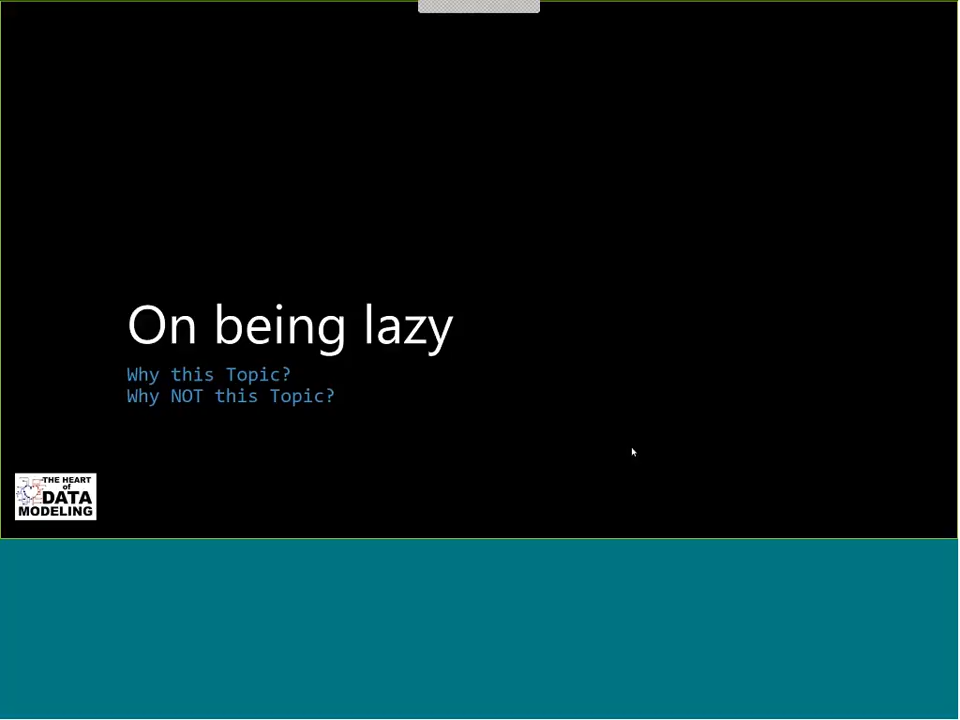 On being lazy
Why this Topic?
Why NOT this Topic?
THE HEART
of
DATA
MODELING